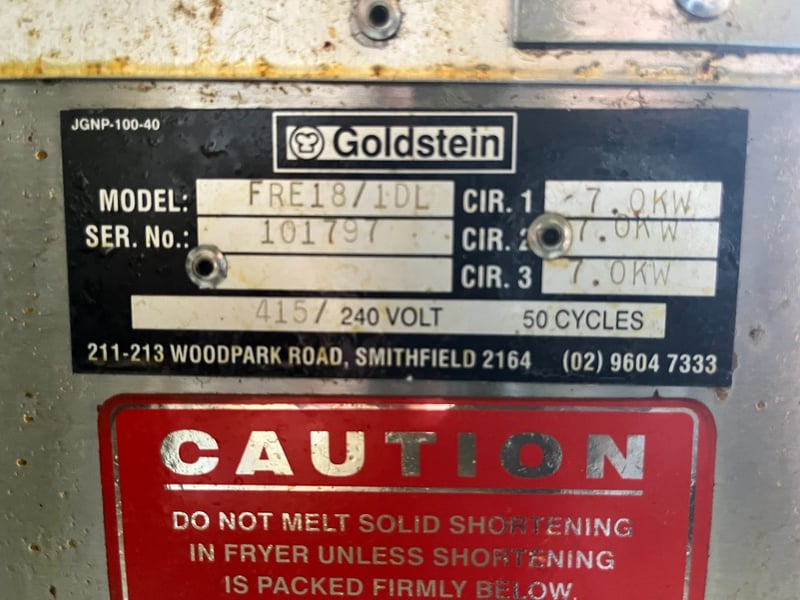 JGNP-100-40
Goldstein
MODEL: FRE18/1DL CIR. 1 7.0KW
SER. No.: 101797 CIR. 2 7.0KW
CIR. 3 7.0KW
415/ 240 VOLT 50 CYCLES
211-213 WOODPARK ROAD, SMITHFIELD 2164 (02) 9604 7333
CAUTION
DO NOT MELT SOLID SHORTENING
IN FRYER UNLESS SHORTENING
IS PACKED FIRMLY BELOW